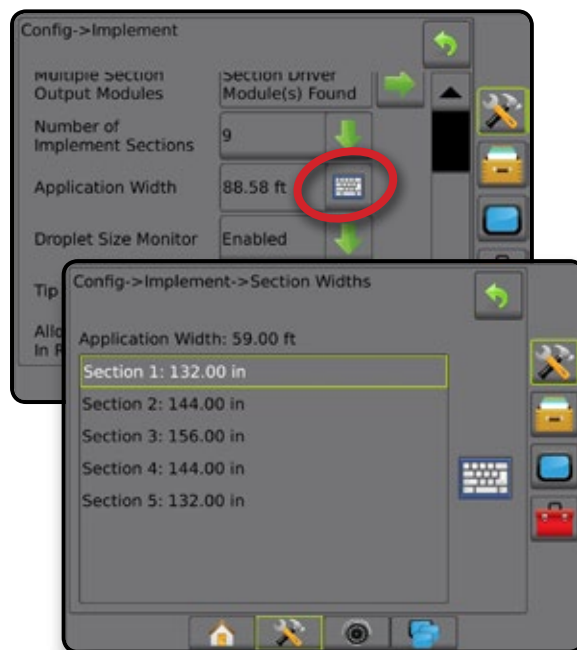 Config->Implement
Multiple Section
Output Modules
Section Driver
Module(s) Found
Number of
Implement Sections
9
Application Width
88.58 ft
Droplet Size Monitor
Enabled
Tip
Config->Implement->Section Widths
Application Width: 59.00 ft
Section 1: 132.00 in
Section 2: 144.00 in
Section 3: 156.00 in
Section 4: 144.00 in
Section 5: 132.00 in